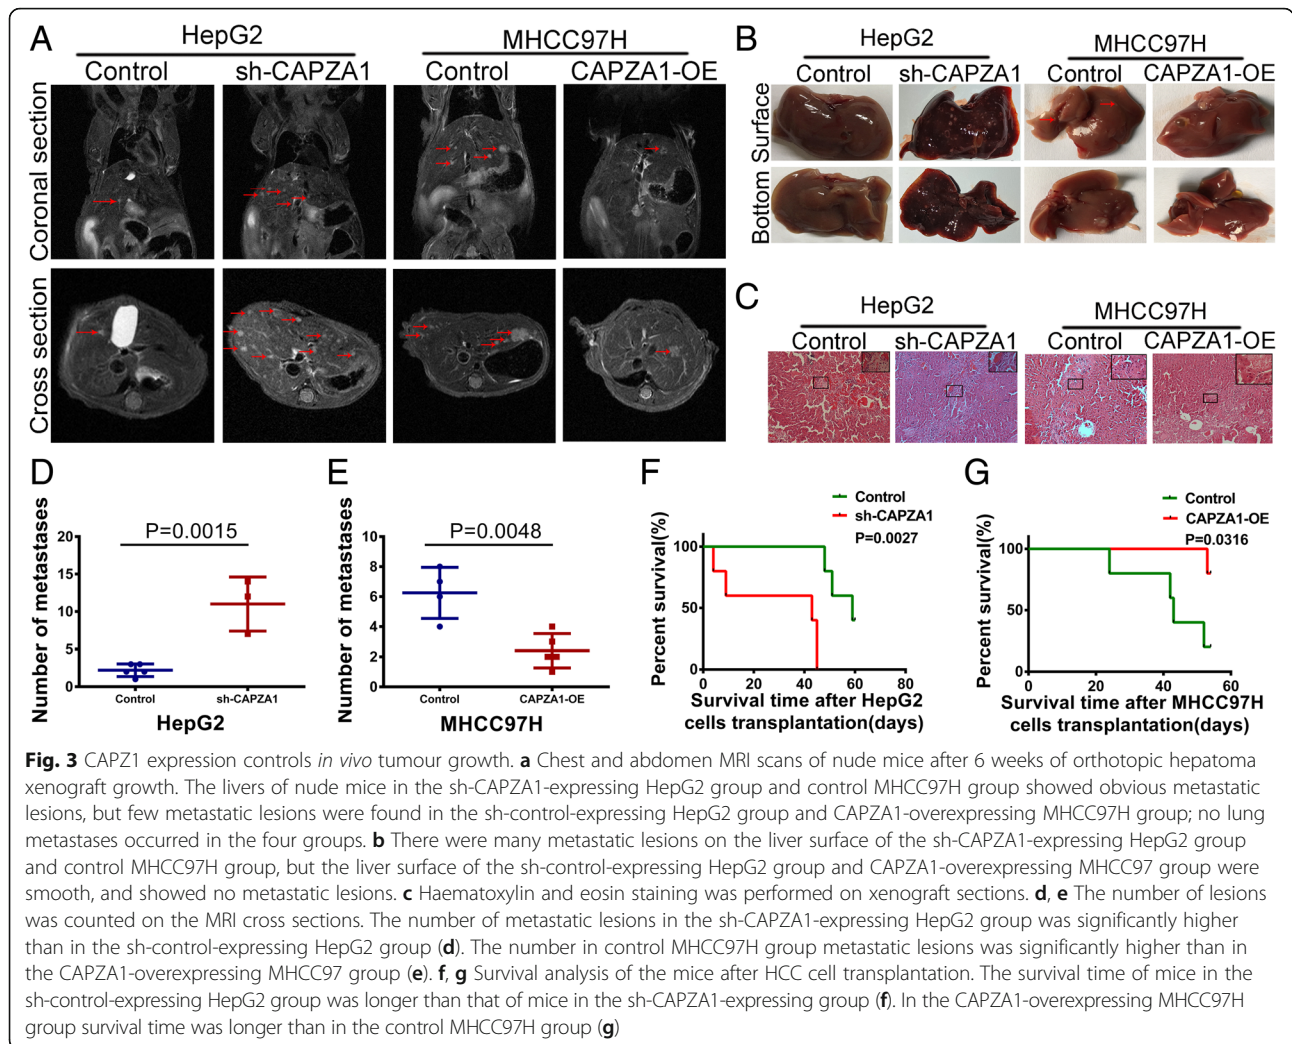 A
HepG2
MHCC97H
Control
sh-CAPZA1
Control
CAPZA1-OE
Coronal section
Cross section
B
HepG2
MHCC97H
Control
sh-CAPZA1
Control
CAPZA1-OE
Surface
Bottom
C
HepG2
MHCC97H
Control
sh-CAPZA1
Control
CAPZA1-OE
D
Number of metastases
20
15
10
5
0
P=0.0015
Control
sh-CAPZA1
HepG2
E
Number of metastases
10
8
6
4
2
0
P=0.0048
Control
CAPZA1-OE
MHCC97H
F
Control
sh-CAPZA1
P=0.0027
Percent survival(%)
100
50
0
0
20
40
60
80
Survival time after HepG2
cells transplantation(days)
G
Control
CAPZA1-OE
P=0.0316
Percent survival(%)
100
50
0
0
20
40
60
Survival time after MHCC97H
cells transplantation(days)
Fig. 3 CAPZ1 expression controls in vivo tumour growth. a Chest and abdomen MRI scans of nude mice after 6 weeks of orthotopic hepatoma
xenograft growth. The livers of nude mice in the sh-CAPZA1-expressing HepG2 group and control MHCC97H group showed obvious metastatic
lesions, but few metastatic lesions were found in the sh-control-expressing HepG2 group and CAPZA1-overexpressing MHCC97H group; no lung
metastases occurred in the four groups. b There were many metastatic lesions on the liver surface of the sh-CAPZA1-expressing HepG2 group
and control MHCC97H group, but the liver surface of the sh-control-expressing HepG2 group and CAPZA1-overexpressing MHCC97 group were
smooth, and showed no metastatic lesions. c Haematoxylin and eosin staining was performed on xenograft sections. d, e The number of lesions
was counted on the MRI cross sections. The number of metastatic lesions in the sh-CAPZA1-expressing HepG2 group was significantly higher
than in the sh-control-expressing HepG2 group (d). The number in control MHCC97H group metastatic lesions was significantly higher than in
the CAPZA1-overexpressing MHCC97 group (e). f, g Survival analysis of the mice after HCC cell transplantation. The survival time of mice in the
sh-control-expressing HepG2 group was longer than that of mice in the sh-CAPZA1-expressing group (f). In the CAPZA1-overexpressing MHCC97H
group survival time was longer than in the control MHCC97H group (g)